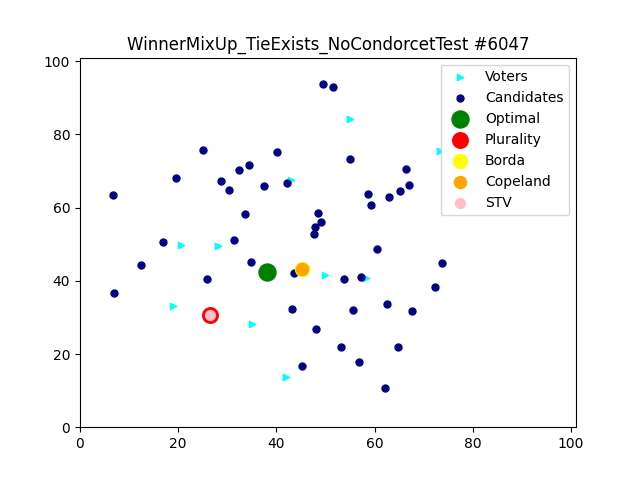 WinnerMixUp_TieExists_NoCondorcetTest #6047
100
80
60
40
20
0
0
20
40
60
80
100
Voters
Candidates
Optimal
Plurality
Borda
Copeland
STV